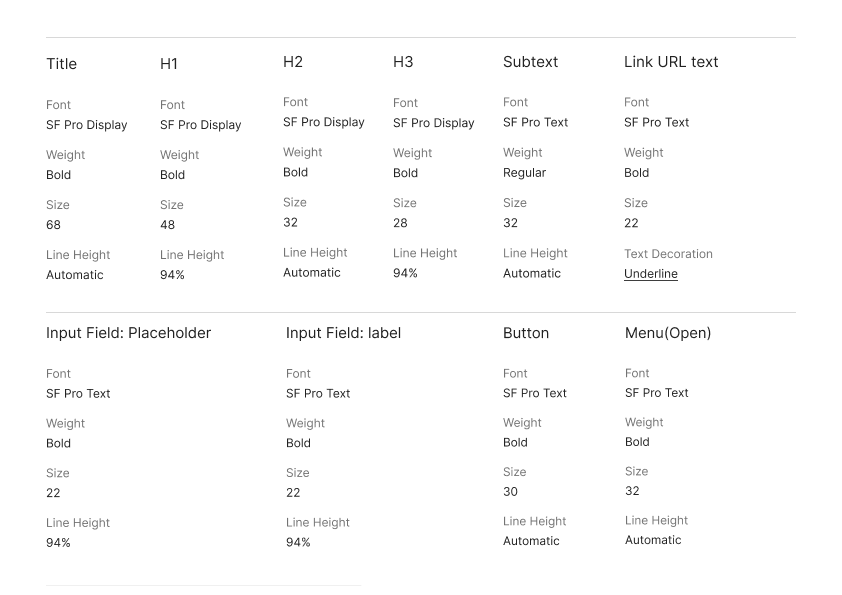 Title
Font
SF Pro Display
Weight
Bold
Size
68
Line Height
Automatic
H1
Font
SF Pro Display
Weight
Bold
Size
48
Line Height
94%
H2
Font
SF Pro Display
Weight
Bold
Size
32
Line Height
Automatic
H3
Font
SF Pro Display
Weight
Bold
Size
28
Line Height
94%
Subtext
Font
SF Pro Text
Weight
Regular
Size
32
Line Height
Automatic
Link URL text
Font
SF Pro Text
Weight
Bold
Size
22
Text Decoration
Underline
Input Field: Placeholder
Font
SF Pro Text
Weight
Bold
Size
22
Line Height
94%
Input Field: label
Font
SF Pro Text
Weight
Bold
Size
22
Line Height
94%
Button
Font
SF Pro Text
Weight
Bold
Size
30
Line Height
Automatic
Menu(Open)
Font
SF Pro Text
Weight
Bold
Size
32
Line Height
Automatic